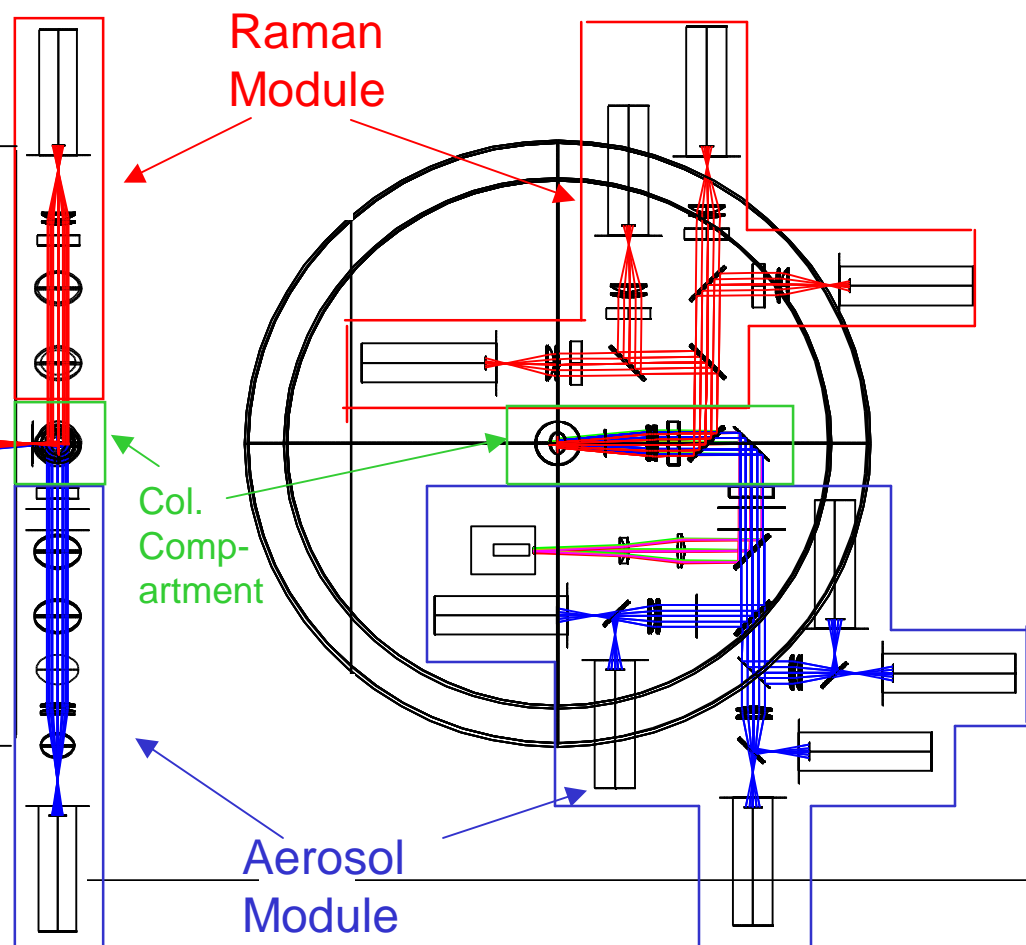 Raman
Module
Col.
Comp-
artment
Aerosol
Module